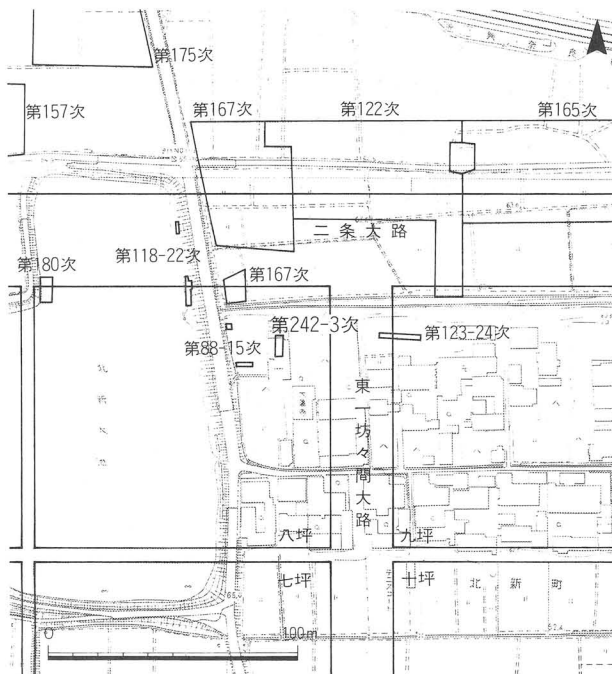 第175次
第157次
第167次
第122次
第165次
二条大路
第118-22次
第180次
第167次
第242-3次
第123-24次
第88-15次
東一坊々間大路
八坪
九坪
七坪
十坪
北新町
0
100m